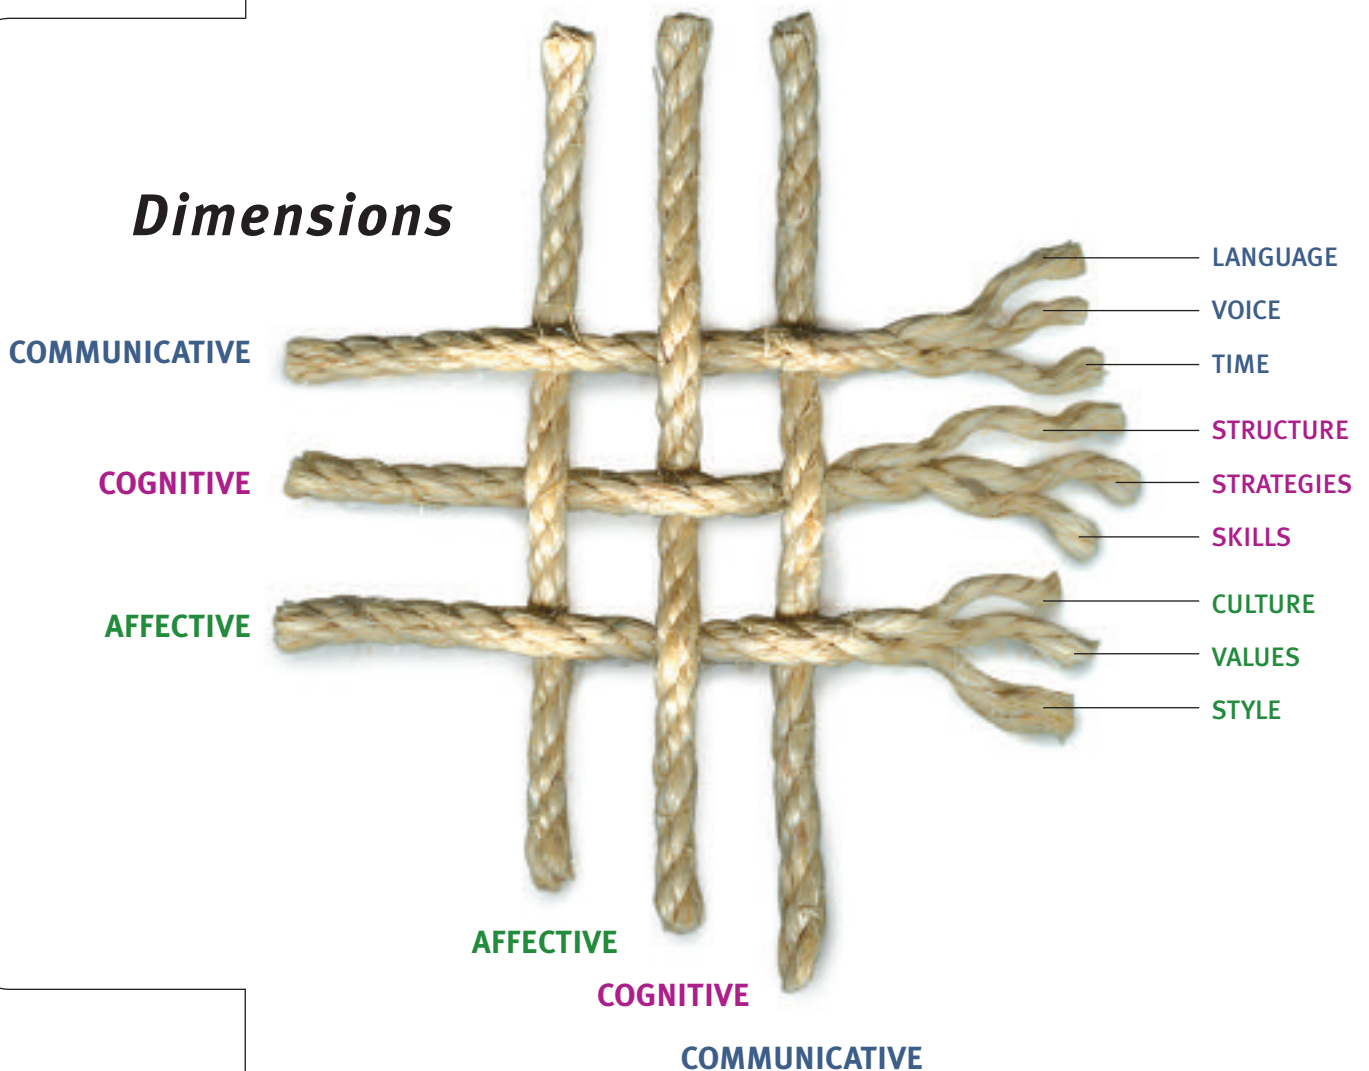 Dimensions
COMMUNICATIVE
COGNITIVE
AFFECTIVE
LANGUAGE
VOICE
TIME
STRUCTURE
STRATEGIES
SKILLS
CULTURE
VALUES
STYLE
AFFECTIVE
COGNITIVE
COMMUNICATIVE